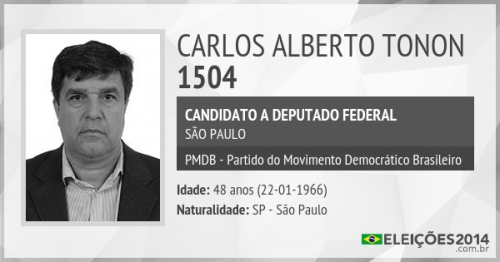 CARLOS ALBERTO TONON
1504
CANDIDATO A DEPUTADO FEDERAL
SÃO PAULO
PMDB - Partido do Movimento Democrático Brasileiro
Idade: 48 anos (22-01-1966)
Naturalidade: SP - São Paulo
ELEIÇÕES2014
.com.br